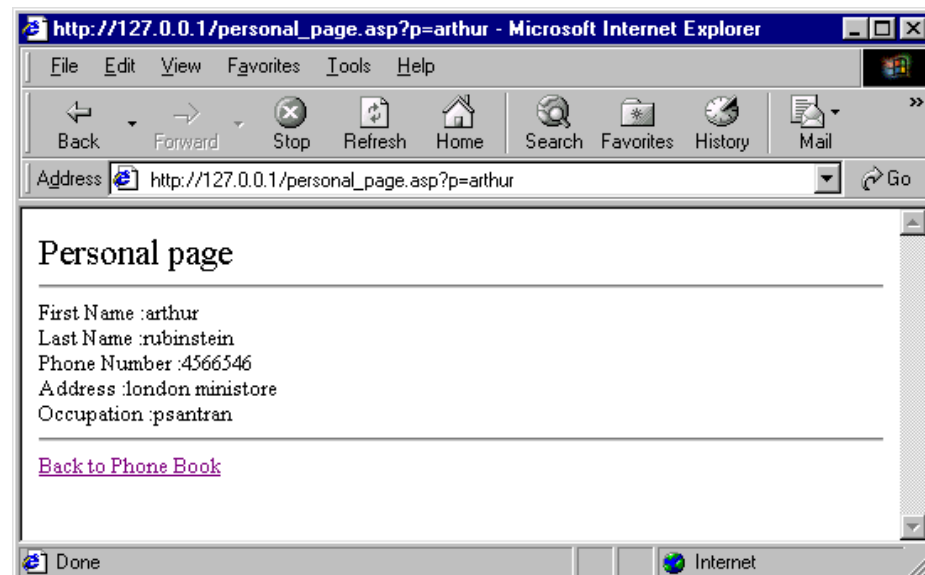 http://127.0.0.1/personal_page.asp?p=arthur - Microsoft Internet Explorer
File Edit View Favorites Tools Help
Back Forward Stop Refresh Home Search Favorites History Mail »
Address http://127.0.0.1/personal_page.asp?p=arthur Go
Personal page
First Name :arthur
Last Name :rubinstein
Phone Number :4566546
Address :london ministore
Occupation :psantran
Back to Phone Book
Done Internet